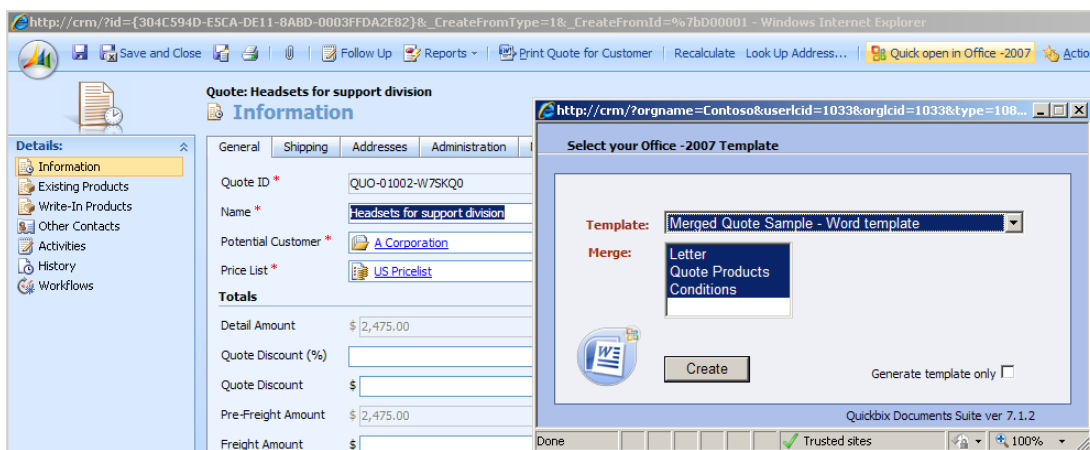 http://crm/?id={304C594D-E5CA-DE11-8ABD-0003FFDA2E82}&_CreateFromType=1&_CreateFromId=%7bD00001 - Windows Internet Explorer
Save and Close Follow Up Reports Print Quote for Customer Recalculate Look Up Address... Quick open in Office -2007 Actio
Quote: Headsets for support division
Information
Details:
Information
Existing Products
Write-In Products
Other Contacts
Activities
History
Workflows
General Shipping Addresses Administration
Quote ID * QUO-01002-W7SKQ0
Name * Headsets for support division
Potential Customer * A Corporation
Price List * US Pricelist
Totals
Detail Amount $ 2,475.00
Quote Discount (%)
Quote Discount $
Pre-Freight Amount $ 2,475.00
Freight Amount $
http://crm/?orgname=Contoso&userlcid=1033&orglcid=1033&type=108...
Select your Office -2007 Template
Template: Merged Quote Sample - Word template
Merge: Letter
Quote Products
Conditions
Create
Generate template only
Quickbix Documents Suite ver 7.1.2
Done Trusted sites 100%